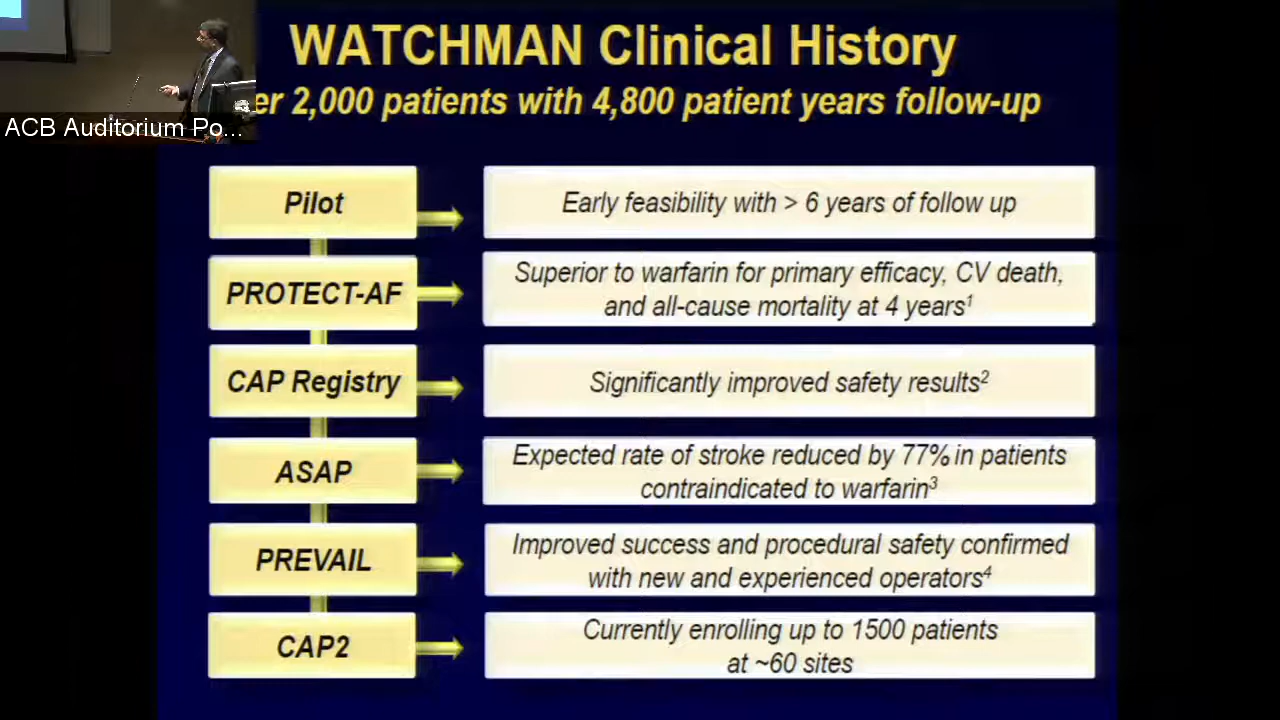 WATCHMAN Clinical History
er 2,000 patients with 4,800 patient years follow-up
ACB Auditorium Po...
Pilot
Early feasibility with > 6 years of follow up
PROTECT-AF
Superior to warfarin for primary efficacy, CV death,
and all-cause mortality at 4 years¹
CAP Registry
Significantly improved safety results²
ASAP
Expected rate of stroke reduced by 77% in patients
contraindicated to warfarin³
PREVAIL
Improved success and procedural safety confirmed
with new and experienced operators⁴
CAP2
Currently enrolling up to 1500 patients
at ~60 sites